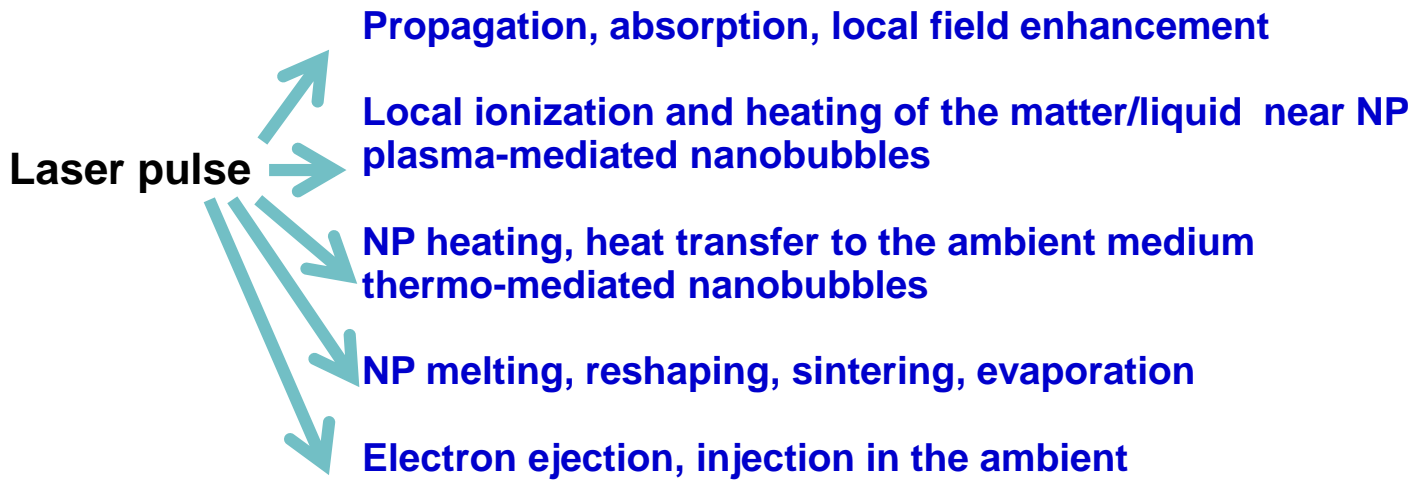 Propagation, absorption, local field enhancement
Local ionization and heating of the matter/liquid near NP
plasma-mediated nanobubbles
Laser pulse
NP heating, heat transfer to the ambient medium
thermo-mediated nanobubbles
NP melting, reshaping, sintering, evaporation
Electron ejection, injection in the ambient